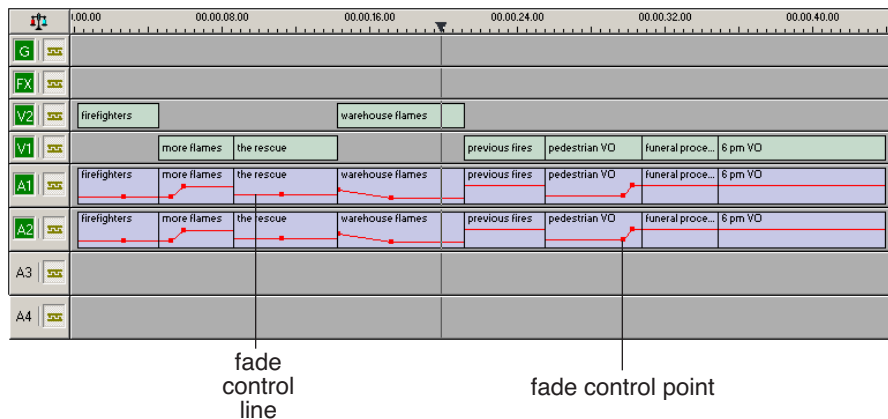 :00.00 00.00.08.00 00.00.16.00 00.00.24.00 00.00.32.00 00.00.40.00
G
FX
V2 firefighters warehouse flames
V1 more flames the rescue previous fires pedestrian VO funeral proce... 6 pm VO
A1 firefighters more flames the rescue warehouse flames previous fires pedestrian VO funeral proce... 6 pm VO
A2 firefighters more flames the rescue warehouse flames previous fires pedestrian VO funeral proce... 6 pm VO
A3
A4
fade
control
line
fade control point